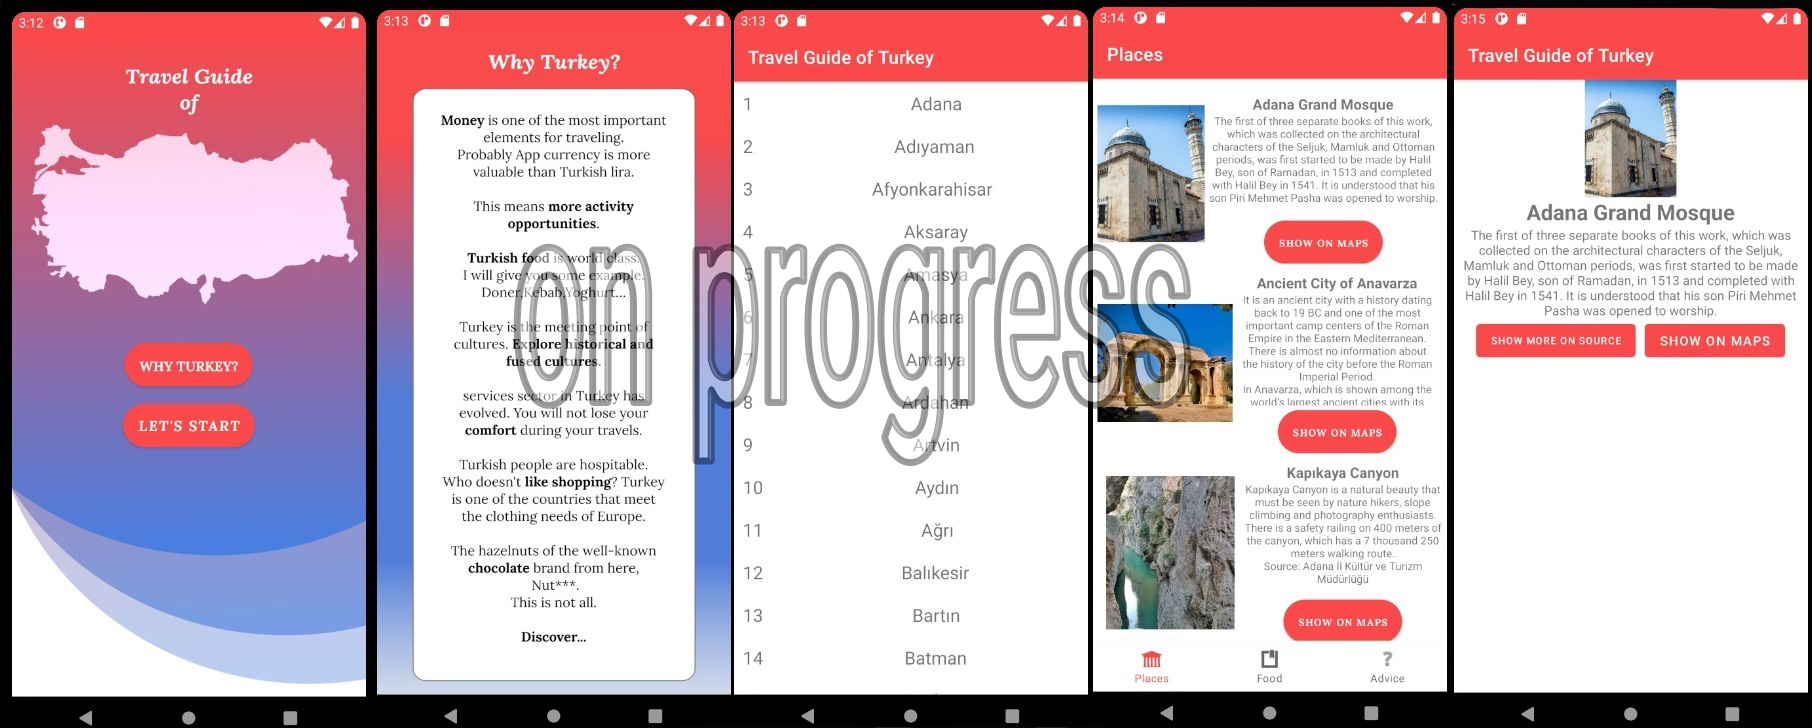 3:12
Travel Guide
of
WHY TURKEY?
LET'S START
3:13
Why Turkey?
Money is one of the most important
elements for traveling.
Probably App currency is more
valuable than Turkish lira.
This means more activity
opportunities.
Turkish food is world class.
I will give you some example.
Doner,Kebab,Yoghurt...
Turkey is the meeting point of
cultures. Explore historical and
fused cultures.
services sector in Turkey has
evolved. You will not lose your
comfort during your travels.
Turkish people are hospitable.
Who doesn't like shopping? Turkey
is one of the countries that meet
the clothing needs of Europe.
The hazelnuts of the well-known
chocolate brand from here,
Nut***.
This is not all.
Discover...
3:13
Travel Guide of Turkey
1 Adana
2 Adıyaman
3 Afyonkarahisar
4 Aksaray
5 Amasya
6 Ankara
7 Antalya
8 Ardahan
9 Artvin
10 Aydın
11 Ağrı
12 Balıkesir
13 Bartın
14 Batman
3:14
Places
Adana Grand Mosque
The first of three separate books of this work,
which was collected on the architectural
characters of the Seljuk, Mamluk and Ottoman
periods, was first started to be made by Halil
Bey, son of Ramadan, in 1513 and completed
with Halil Bey in 1541. It is understood that his
son Piri Mehmet Pasha was opened to worship.
SHOW ON MAPS
Ancient City of Anavarza
It is an ancient city with a history dating
back to 19 BC and one of the most
important camp centers of the Roman
Empire in the Eastern Mediterranean.
There is almost no information about
the history of the city before the Roman
Imperial Period.
In Anavarza, which is shown among the
world's largest ancient cities with its
SHOW ON MAPS
Kapıkaya Canyon
Kapıkaya Canyon is a natural beauty that
must be seen by nature hikers, slope
climbing and photography enthusiasts.
There is a safety railing on 400 meters of
the canyon, which has a 7 thousand 250
meters walking route.
Source: Adana İl Kültür ve Turizm
Müdürlüğü
SHOW ON MAPS
Places Food Advice
3:15
Travel Guide of Turkey
Adana Grand Mosque
The first of three separate books of this work, which was
collected on the architectural characters of the Seljuk,
Mamluk and Ottoman periods, was first started to be made
by Halil Bey, son of Ramadan, in 1513 and completed with
Halil Bey in 1541. It is understood that his son Piri Mehmet
Pasha was opened to worship.
SHOW MORE ON SOURCE SHOW ON MAPS
on progress